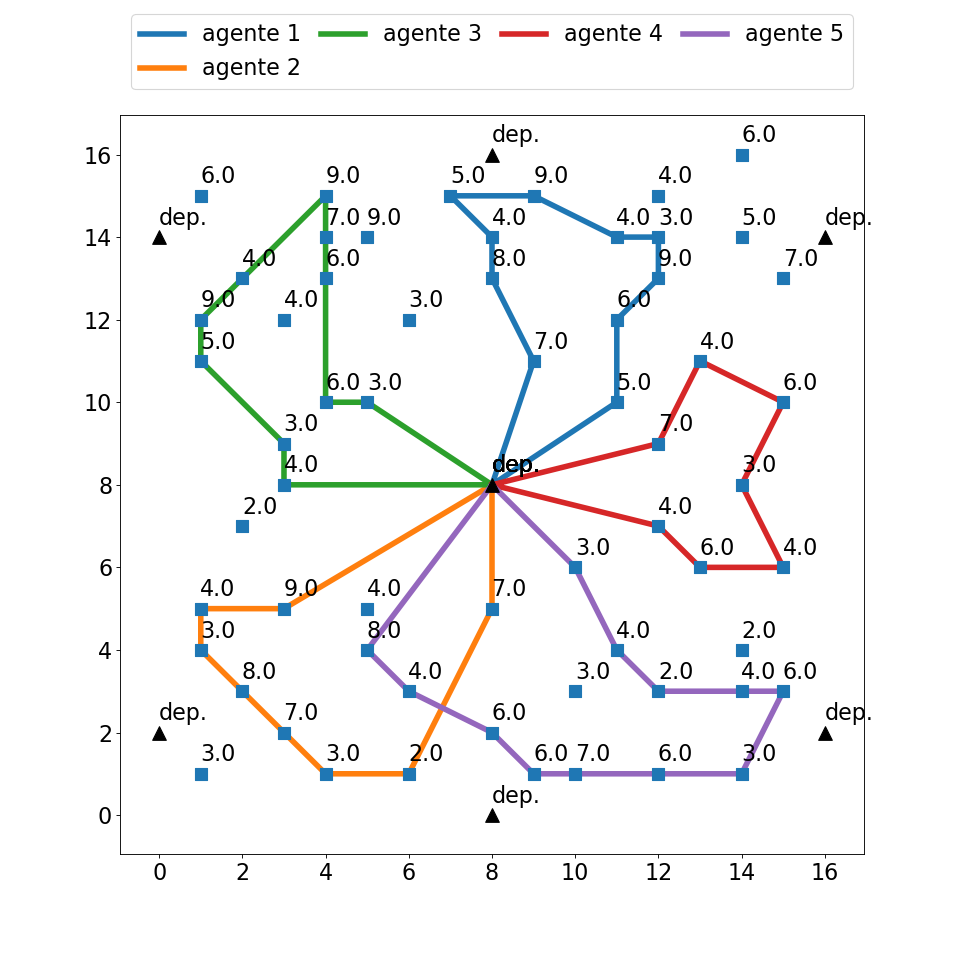 agente 1 agente 3 agente 4 agente 5
agente 2
6.0
16 dep.
6.0 9.0 5.0 9.0 4.0
dep. 7.0 9.0 4.0 4.0 3.0 5.0 dep.
14
4.0 6.0 8.0 9.0 7.0
9.0 4.0 3.0 6.0
12
5.0 7.0 4.0
6.0 3.0 5.0 6.0
10
3.0 7.0
4.0 dep. 3.0
8
2.0 4.0
3.0 6.0 4.0
6
4.0 9.0 4.0 7.0
3.0 8.0 4.0 2.0
4
8.0 4.0 3.0 2.0 4.0 6.0
dep. 7.0 6.0 dep.
2
3.0 3.0 2.0 6.0 7.0 6.0 3.0
dep.
0
0 2 4 6 8 10 12 14 16